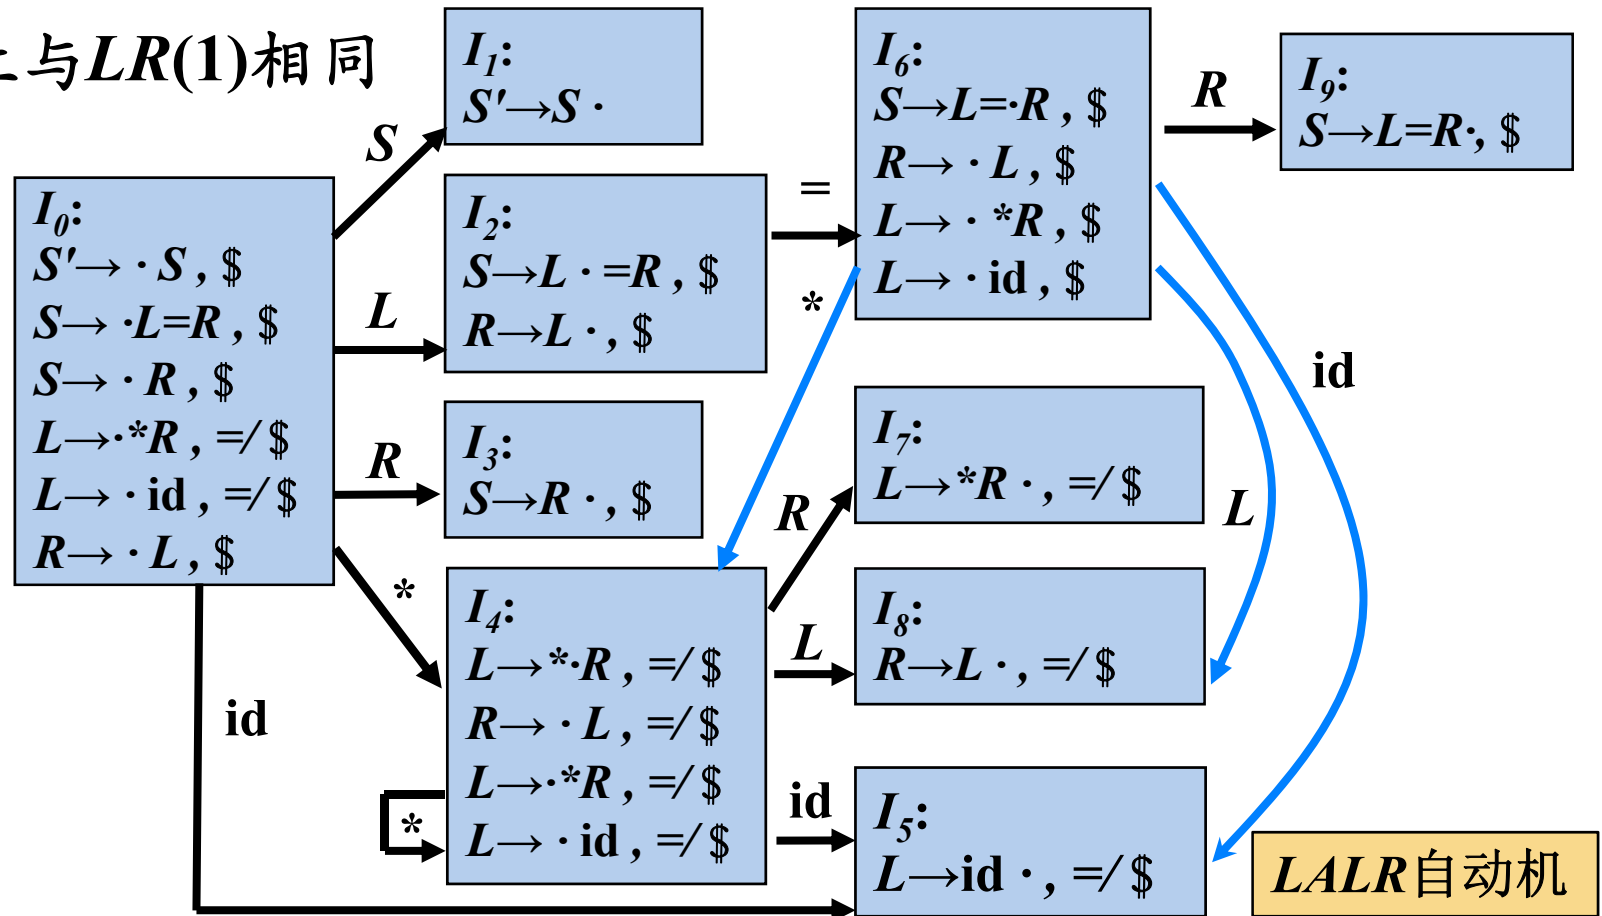 与LR(1)相同
I0:
S'→ · S , $
S→ ·L=R , $
S→ · R , $
L→·*R , =/ $
L→ · id , =/ $
R→ · L , $
S
L
R
*
id
I1:
S'→S ·
I2:
S→L · =R , $
R→L · , $
I3:
S→R · , $
I4:
L→*·R , =/ $
R→ · L , =/ $
L→·*R , =/ $
L→ · id , =/ $
*
=
*
R
L
id
I6:
S→L=·R , $
R→ · L , $
L→ · *R , $
L→ · id , $
I7:
L→*R · , =/ $
I8:
R→L · , =/ $
I5:
L→id · , =/ $
R
id
L
I9:
S→L=R·, $
LALR自动机